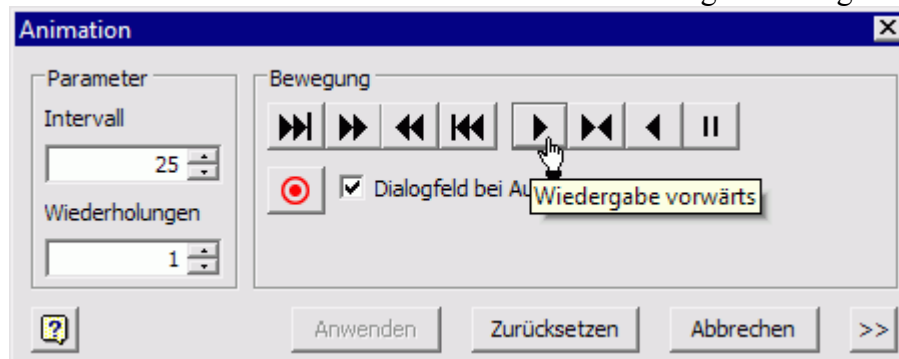 Animation
Parameter
Intervall
25
Wiederholungen
1
Bewegung
Dialogfeld bei Au
Wiedergabe vorwärts
Anwenden Zurücksetzen Abbrechen >>